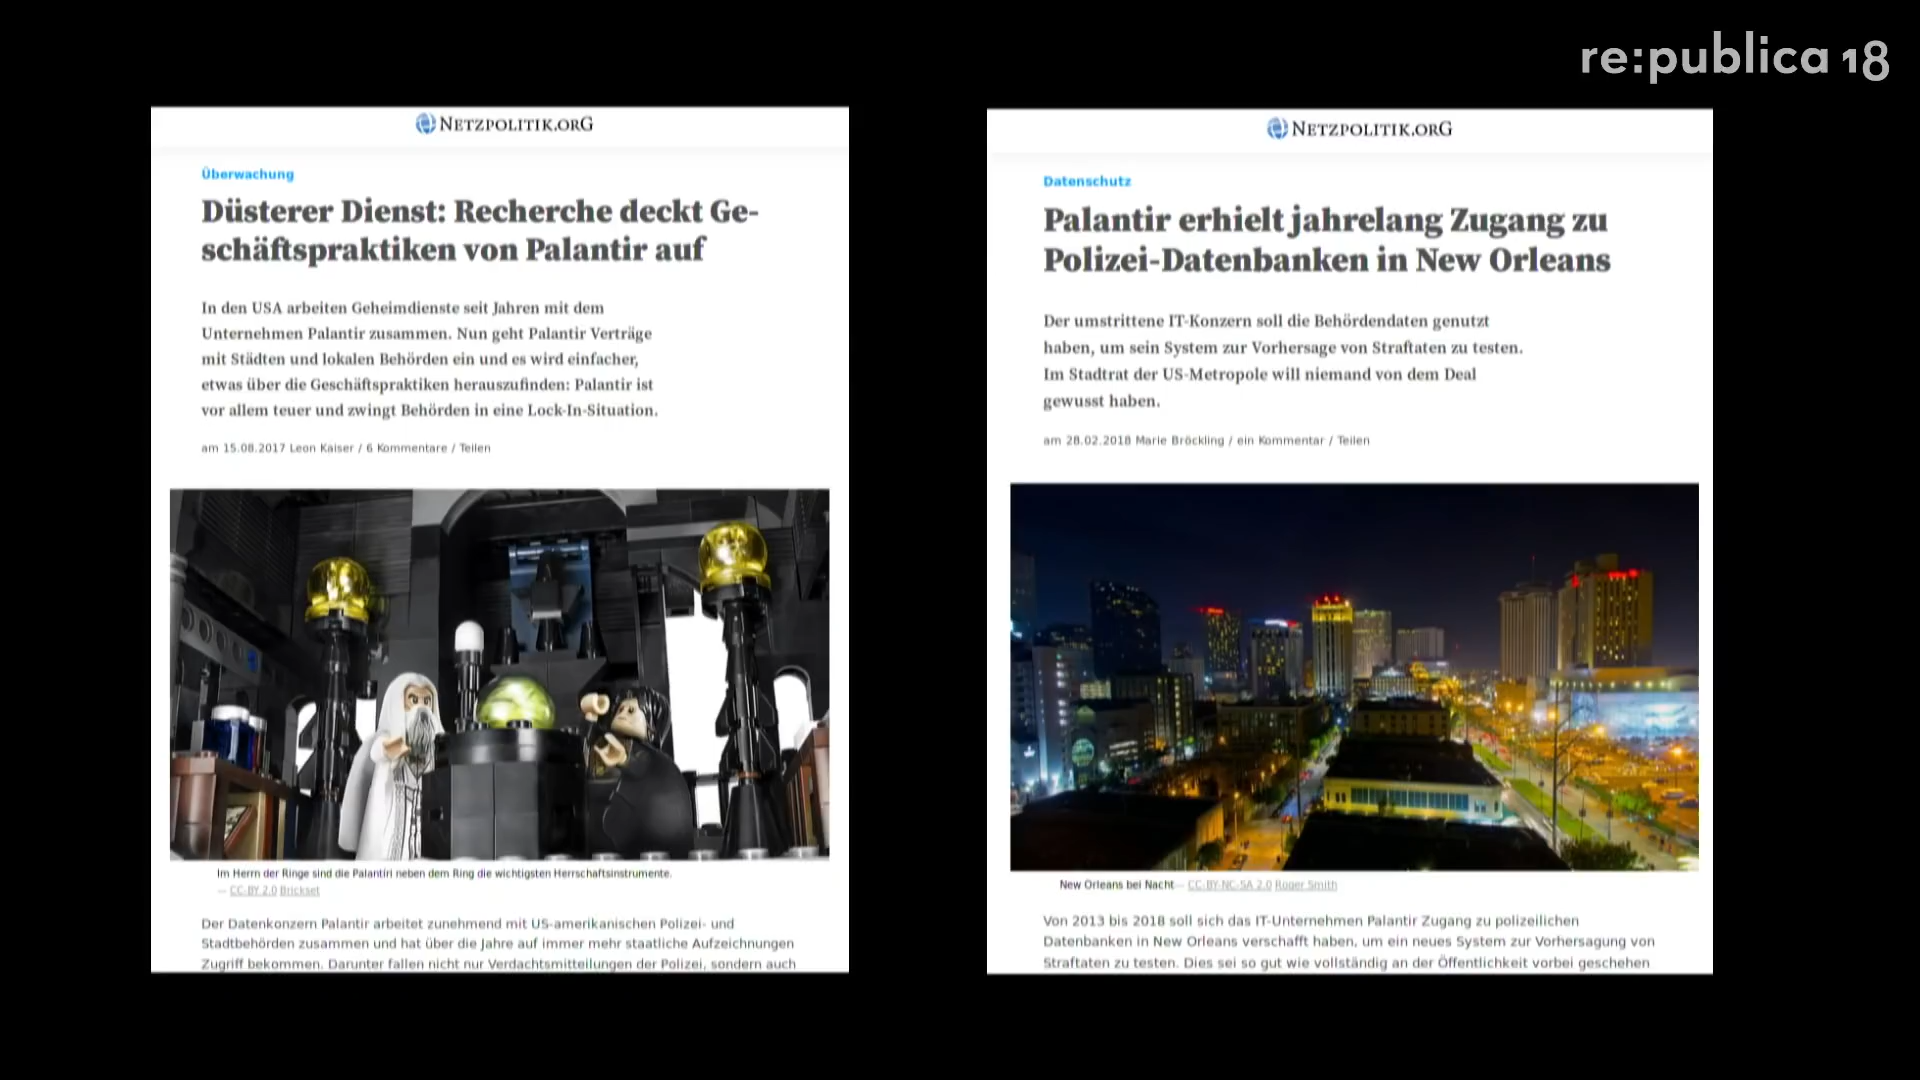 re:publica 18
NETZPOLITIK.ORG
Überwachung
Düsterer Dienst: Recherche deckt Ge-
schäftspraktiken von Palantir auf
In den USA arbeiten Geheimdienste seit Jahren mit dem
Unternehmen Palantir zusammen. Nun geht Palantir Verträge
mit Städten und lokalen Behörden ein und es wird einfacher,
etwas über die Geschäftspraktiken herauszufinden: Palantir ist
vor allem teuer und zwingt Behörden in eine Lock-In-Situation.
am 15.08.2017 Leon Kaiser / 6 Kommentare / Teilen
Im Herrn der Ringe sind die Palantíri neben dem Ring die wichtigsten Herrschaftsinstrumente.
— CC-BY 2.0 Brickset
Der Datenkonzern Palantir arbeitet zunehmend mit US-amerikanischen Polizei- und
Stadtbehörden zusammen und hat über die Jahre auf immer mehr staatliche Aufzeichnungen
Zugriff bekommen. Darunter fallen nicht nur Verdachtsmitteilungen der Polizei, sondern auch
NETZPOLITIK.ORG
Datenschutz
Palantir erhielt jahrelang Zugang zu
Polizei-Datenbanken in New Orleans
Der umstrittene IT-Konzern soll die Behördendaten genutzt
haben, um sein System zur Vorhersage von Straftaten zu testen.
Im Stadtrat der US-Metropole will niemand von dem Deal
gewusst haben.
am 28.02.2018 Marie Bröckling / ein Kommentar / Teilen
New Orleans bei Nacht — CC-BY-NC-SA 2.0 Roger Smith
Von 2013 bis 2018 soll sich das IT-Unternehmen Palantir Zugang zu polizeilichen
Datenbanken in New Orleans verschafft haben, um ein neues System zur Vorhersagung von
Straftaten zu testen. Dies sei so gut wie vollständig an der Öffentlichkeit vorbei geschehen